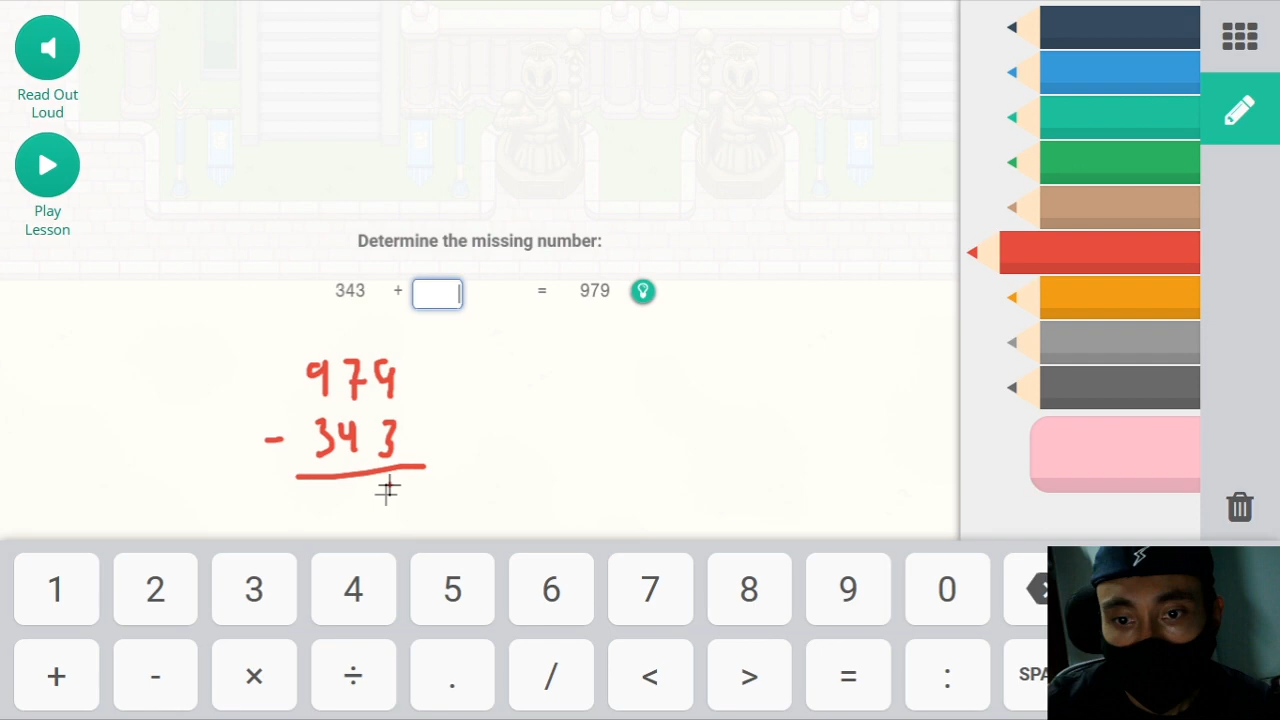 Read Out
Loud
Play
Lesson
Determine the missing number:
343 + = 979
979
- 343
1 2 3 4 5 6 7 8 9 0
+ - × ÷ . / < > = :
SPA